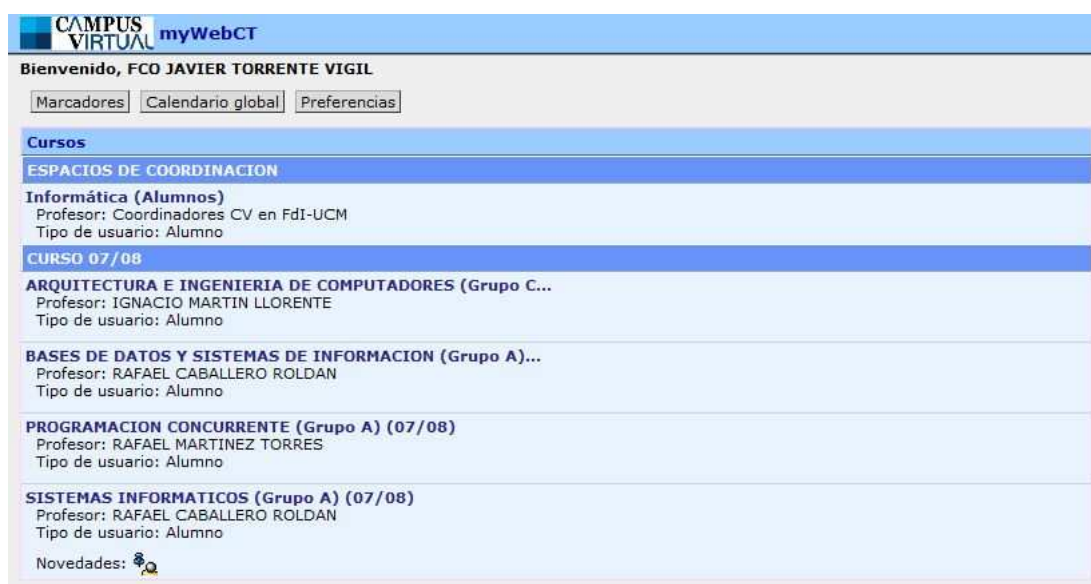 CAMPUS
VIRTUAL
myWebCT
Bienvenido, FCO JAVIER TORRENTE VIGIL
Marcadores Calendario global Preferencias
Cursos
ESPACIOS DE COORDINACION
Informática (Alumnos)
Profesor: Coordinadores CV en FdI-UCM
Tipo de usuario: Alumno
CURSO 07/08
ARQUITECTURA E INGENIERIA DE COMPUTADORES (Grupo C...
Profesor: IGNACIO MARTIN LLORENTE
Tipo de usuario: Alumno
BASES DE DATOS Y SISTEMAS DE INFORMACION (Grupo A)...
Profesor: RAFAEL CABALLERO ROLDAN
Tipo de usuario: Alumno
PROGRAMACION CONCURRENTE (Grupo A) (07/08)
Profesor: RAFAEL MARTINEZ TORRES
Tipo de usuario: Alumno
SISTEMAS INFORMATICOS (Grupo A) (07/08)
Profesor: RAFAEL CABALLERO ROLDAN
Tipo de usuario: Alumno
Novedades: